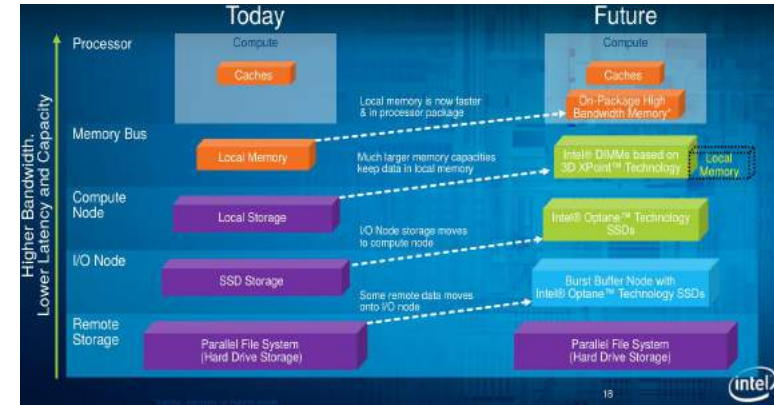 Today
Future
Higher Bandwidth.
Lower Latency and Capacity
Processor
Compute
Caches
Compute
Caches
On-Package High
Bandwidth Memory*
Local memory is now faster
& in processor package
Memory Bus
Local Memory
Much larger memory capacities
keep data in local memory
Intel® DIMMs based on
3D XPoint™ Technology
Local
Memory
Compute
Node
Local Storage
I/O Node storage moves
to compute node
Intel® Optane™ Technology
SSDs
I/O Node
SSD Storage
Some remote data moves
onto I/O node
Burst Buffer Node with
Intel® Optane™ Technology SSDs
Remote
Storage
Parallel File System
(Hard Drive Storage)
Parallel File System
(Hard Drive Storage)
18
intel